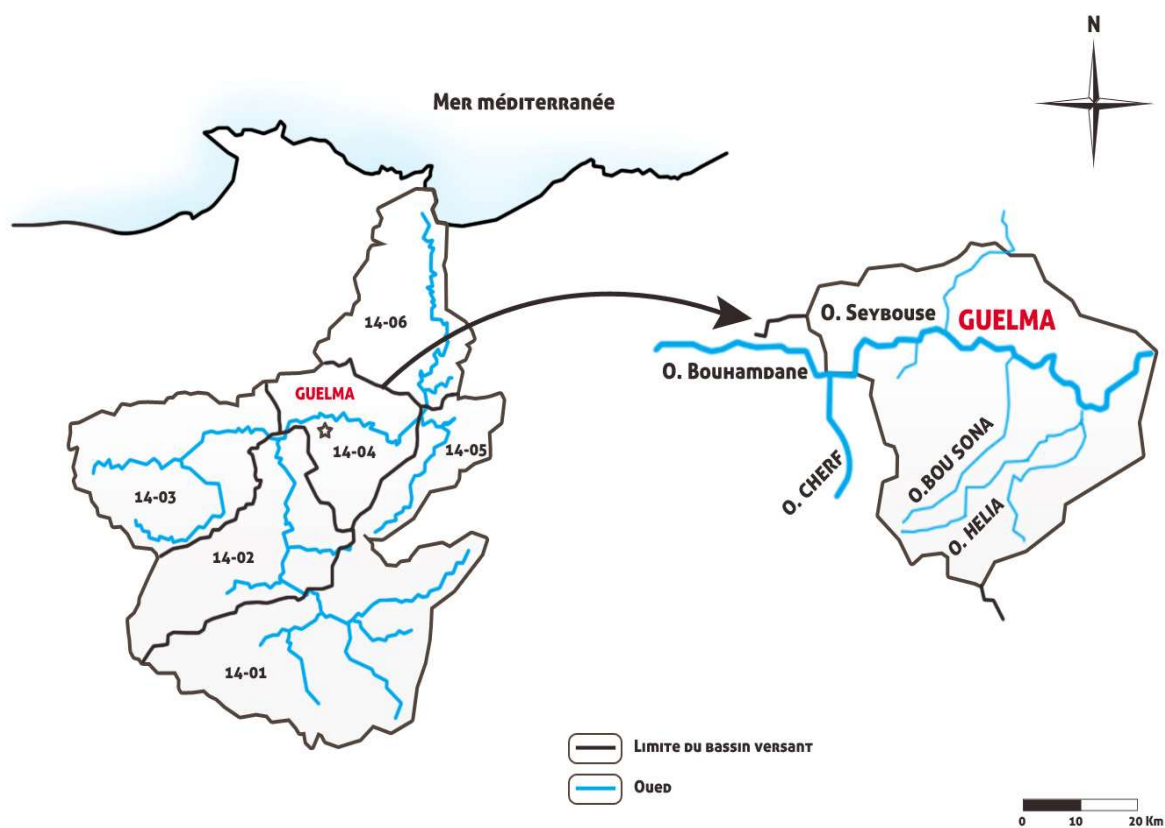 N
Mer méditerranée
14-06
GUELMA
14-04
14-05
14-03
14-02
14-01
O. Seybouse
GUELMA
O. Bouhamdane
O. CHERF
O.BOU SONA
O. HELIA
Limite du bassin versant
Oued
0 10 20 Km